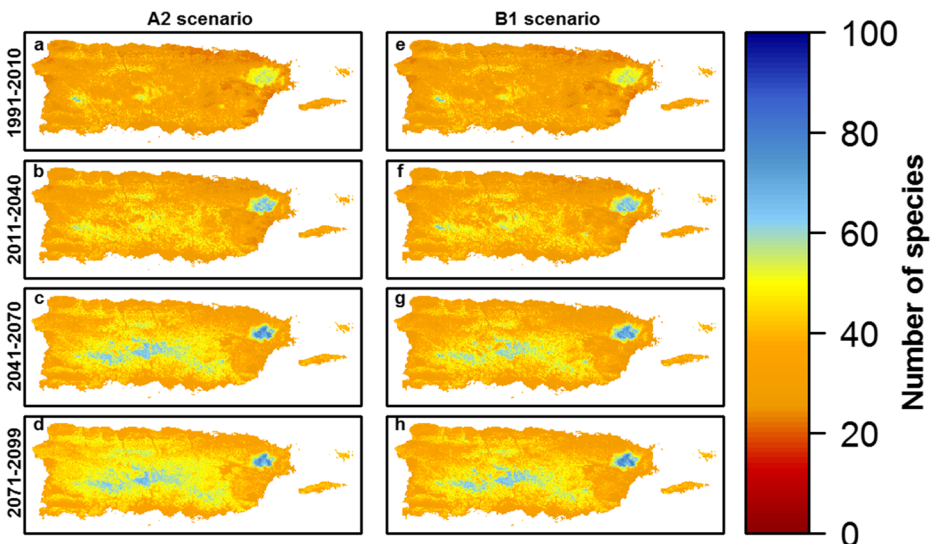 A2 scenario
B1 scenario
1991-2010
a
e
2011-2040
b
f
2041-2070
c
g
2071-2099
d
h
100
80
60
40
20
0
Number of species